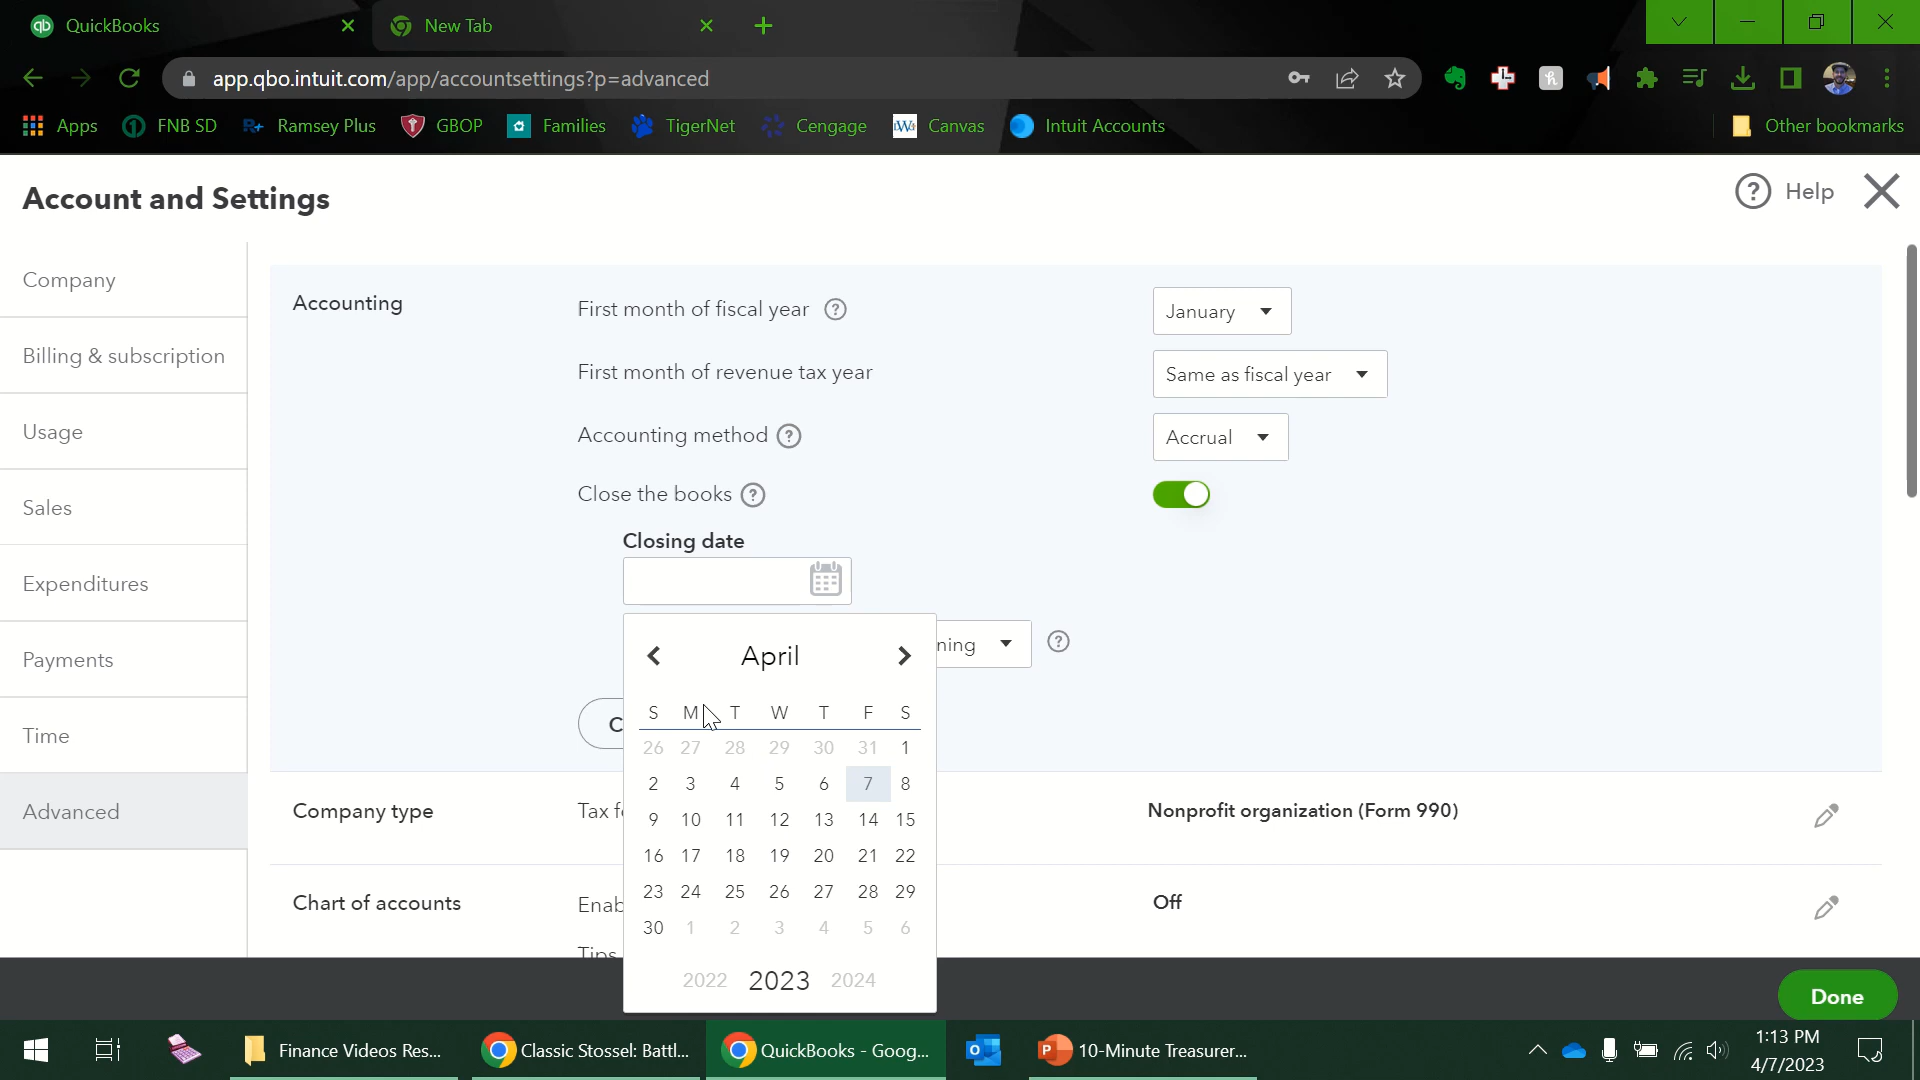 QuickBooks
New Tab
app.qbo.intuit.com/app/accountsettings?p=advanced
Apps FNB SD Ramsey Plus GBOP Families TigerNet Cengage Canvas Intuit Accounts Other bookmarks
Account and Settings
Help
Company
Billing & subscription
Usage
Sales
Expenditures
Payments
Time
Advanced
Accounting
First month of fiscal year
January
First month of revenue tax year
Same as fiscal year
Accounting method
Accrual
Close the books
Closing date
ning
C
April
S M T W T F S
26 27 28 29 30 31 1
2 3 4 5 6 7 8
9 10 11 12 13 14 15
16 17 18 19 20 21 22
23 24 25 26 27 28 29
30 1 2 3 4 5 6
2022 2023 2024
Company type
Tax f
Nonprofit organization (Form 990)
Chart of accounts
Enab
Off
Tips
Done
Finance Videos Res...
Classic Stossel: Battl...
QuickBooks - Goog...
10-Minute Treasurer...
1:13 PM
4/7/2023